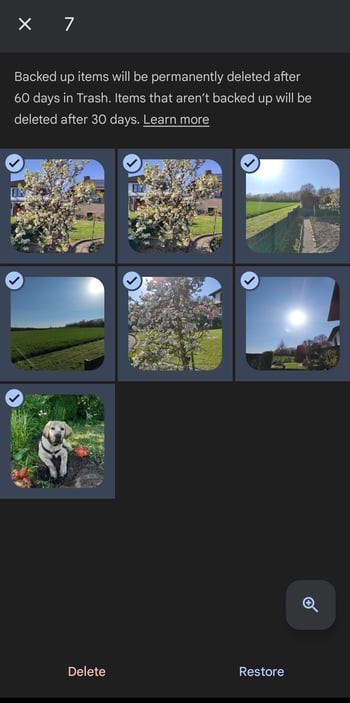 7
Backed up items will be permanently deleted after
60 days in Trash. Items that aren’t backed up will be
deleted after 30 days. Learn more
Delete
Restore